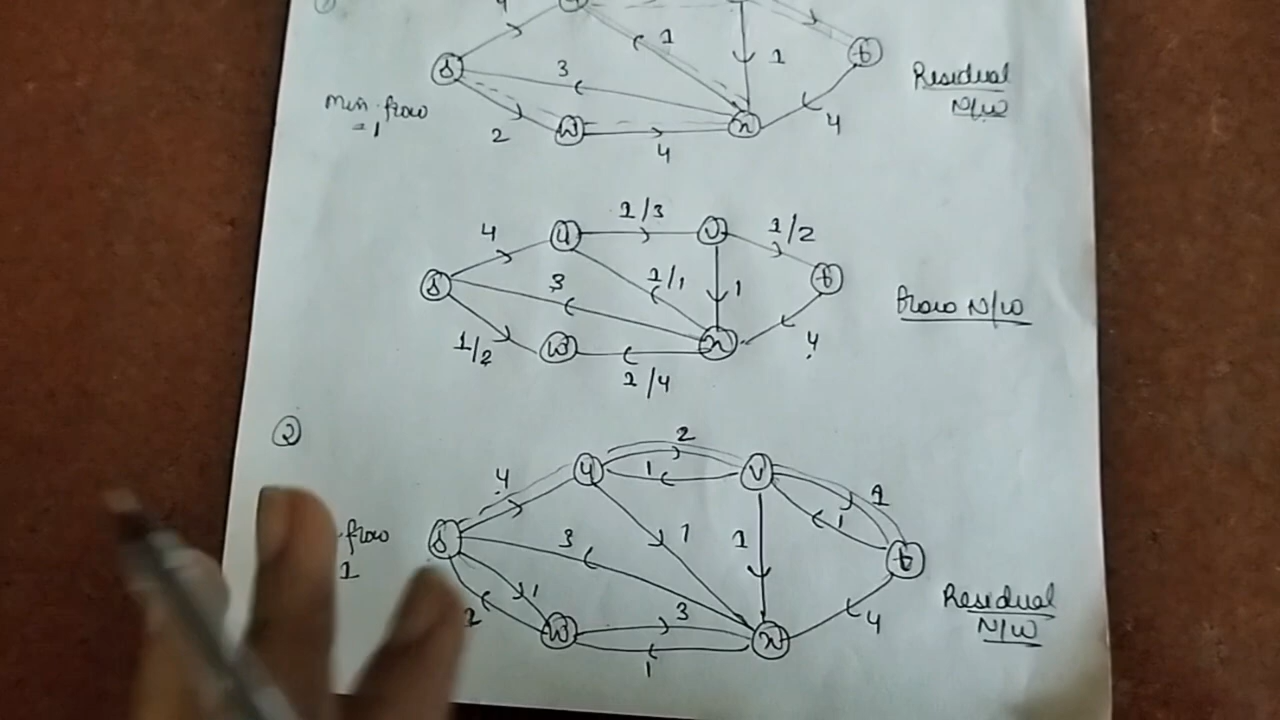 4
1
1
s
3
t
Residual
N/W
Min. flow
= 1
2
w
4
x
4
1/3
1/2
4
u
v
s
3
1/1
1
t
Flow N/W
1/2
w
x
4
1/4
2
2
4
u
1
v
1
1
s
3
1
1
t
flow
1
1
2
w
3
x
4
Residual
N/W
1